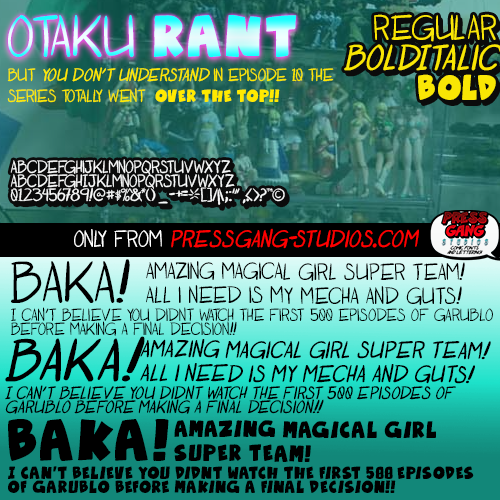 OTAKU RANT
REGULAR
BOLDITALIC
BOLD
BUT YOU DON'T UNDERSTAND IN EPISODE 10 THE
SERIES TOTALLY WENT OVER THE TOP!!
ABCDEFGHIJKLMNOPQRSTUVWXYZ
ABCDEFGHIJKLMNOPQRSTUVWXYZ
ONLY FROM PRESSGANG-STUDIOS.COM
PRESS
GANG
STUDIOS
COMIC FONTS
AND LETTERING!
BAKA!
AMAZING MAGICAL GIRL SUPER TEAM!
ALL I NEED IS MY MECHA AND GUTS!
I CAN'T BELIEVE YOU DIDNT WATCH THE FIRST 500 EPISODES OF GARUBLO
BEFORE MAKING A FINAL DECISION!!
BAKA!
AMAZING MAGICAL GIRL SUPER TEAM!
ALL I NEED IS MY MECHA AND GUTS!
I CAN'T BELIEVE YOU DIDNT WATCH THE FIRST 500 EPISODES OF
GARUBLO BEFORE MAKING A FINAL DECISION!!
BAKA!
AMAZING MAGICAL GIRL
SUPER TEAM!
I CAN'T BELIEVE YOU DIDNT WATCH THE FIRST 500 EPISODES
OF GARUBLO BEFORE MAKING A FINAL DECISION!!